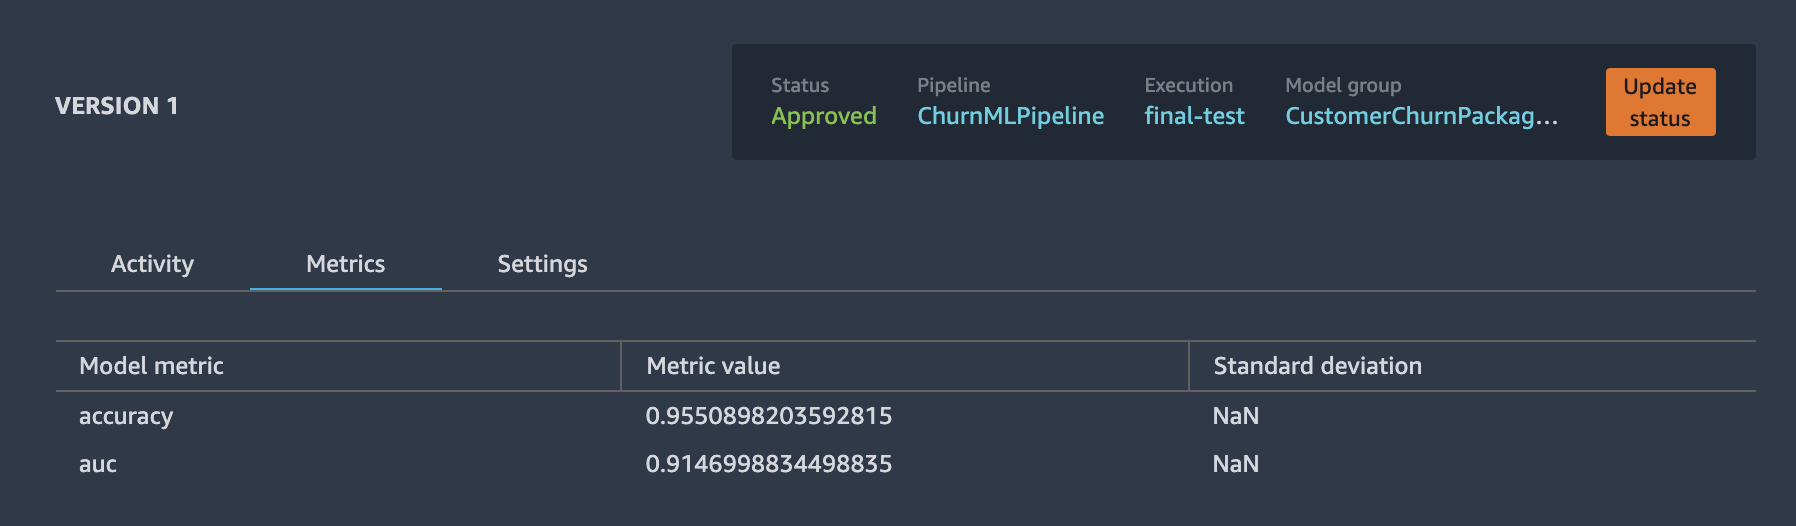 VERSION 1
Status Pipeline Execution Model group
Approved ChurnMLPipeline final-test CustomerChurnPackag...
Update
status
Activity Metrics Settings
Model metric Metric value Standard deviation
accuracy 0.9550898203592815 NaN
auc 0.9146998834498835 NaN